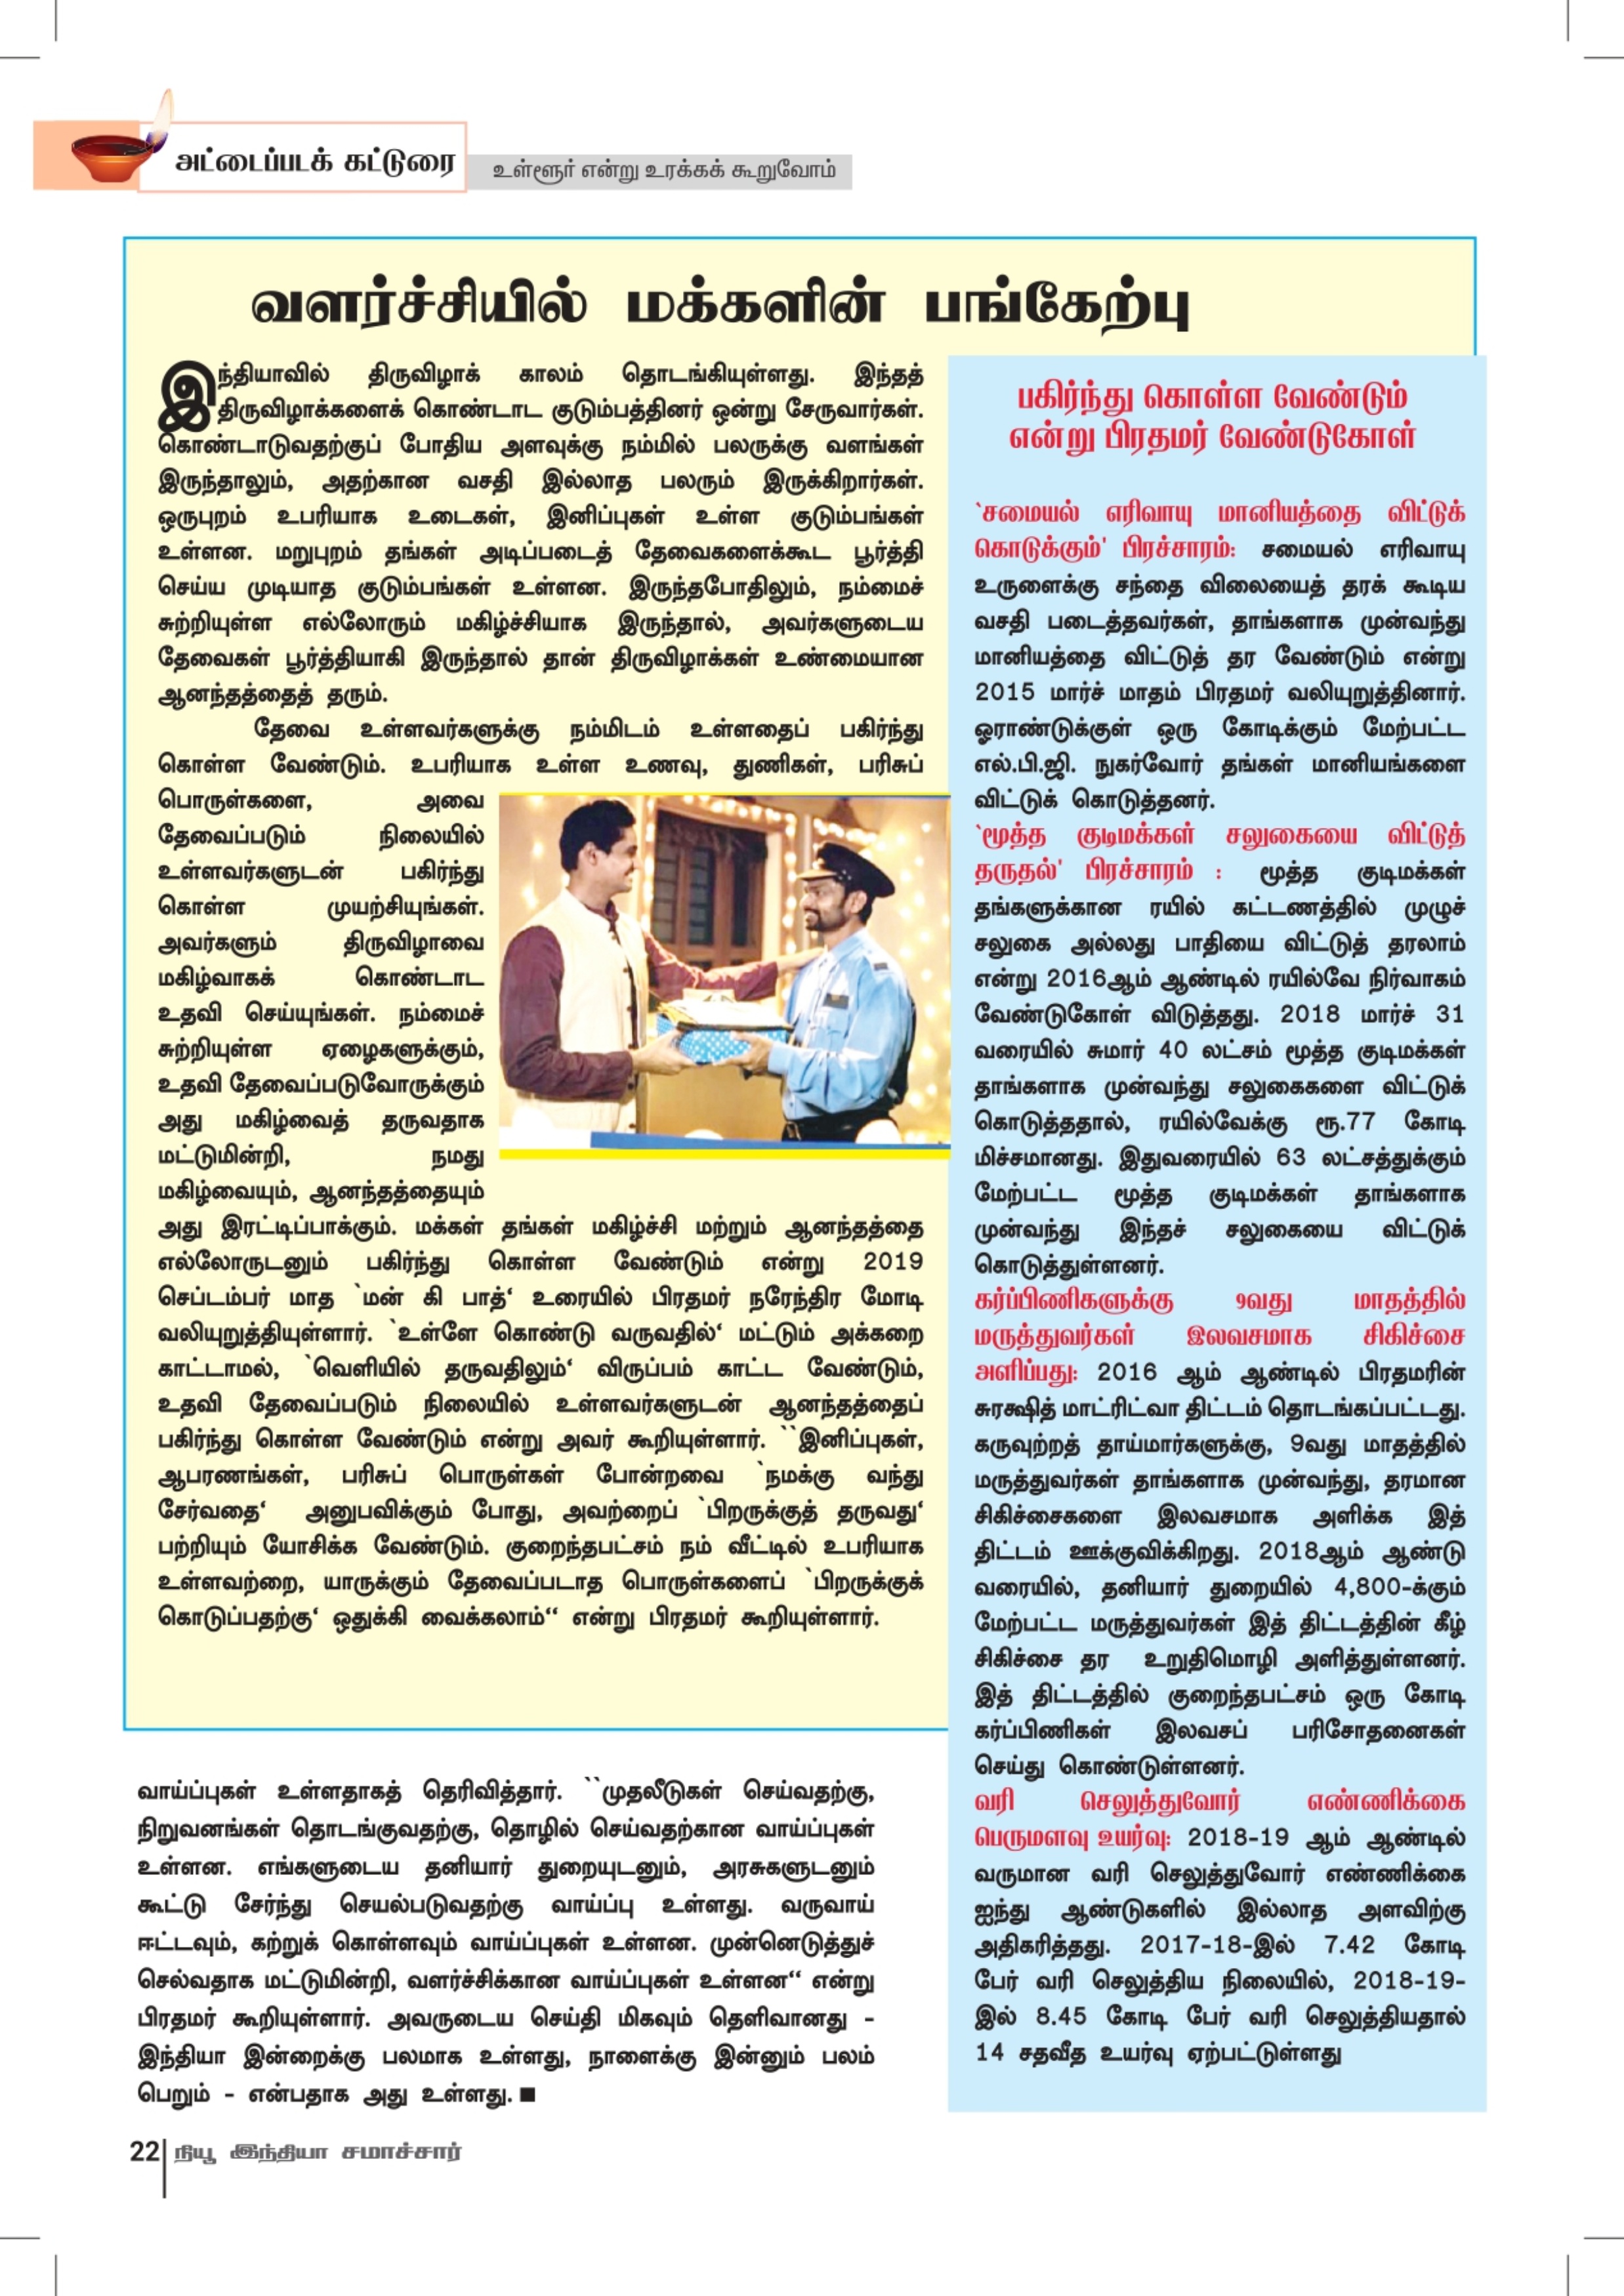 அட்டைப்படக் கட்டுரை
உள்ளூர் என்று உரக்கக் கூறுவோம்
வளர்ச்சியில் மக்களின் பங்கேற்பு
இந்தியாவில் திருவிழாக் காலம் தொடங்கியுள்ளது. இந்தத்
திருவிழாக்களைக் கொண்டாட குடும்பத்தினர் ஒன்று சேருவார்கள்.
கொண்டாடுவதற்குப் போதிய அளவுக்கு நம்மில் பலருக்கு வளங்கள்
இருந்தாலும், அதற்கான வசதி இல்லாத பலரும் இருக்கிறார்கள்.
ஒருபுறம் உபரியாக உடைகள், இனிப்புகள் உள்ள குடும்பங்கள்
உள்ளன. மறுபுறம் தங்கள் அடிப்படைத் தேவைகளைக்கூட பூர்த்தி
செய்ய முடியாத குடும்பங்கள் உள்ளன. இருந்தபோதிலும், நம்மைச்
சுற்றியுள்ள எல்லோரும் மகிழ்ச்சியாக இருந்தால், அவர்களுடைய
தேவைகள் பூர்த்தியாகி இருந்தால் தான் திருவிழாக்கள் உண்மையான
ஆனந்தத்தைத் தரும்.
தேவை உள்ளவர்களுக்கு நம்மிடம் உள்ளதைப் பகிர்ந்து
கொள்ள வேண்டும். உபரியாக உள்ள உணவு, துணிகள், பரிசுப்
பொருள்களை, அவை
தேவைப்படும் நிலையில்
உள்ளவர்களுடன் பகிர்ந்து
கொள்ள முயற்சியுங்கள்.
அவர்களும் திருவிழாவை
மகிழ்வாகக் கொண்டாட
உதவி செய்யுங்கள். நம்மைச்
சுற்றியுள்ள ஏழைகளுக்கும்,
உதவி தேவைப்படுவோருக்கும்
அது மகிழ்வைத் தருவதாக
மட்டுமின்றி, நமது
மகிழ்வையும், ஆனந்தத்தையும்
அது இரட்டிப்பாக்கும். மக்கள் தங்கள் மகிழ்ச்சி மற்றும் ஆனந்தத்தை
எல்லோருடனும் பகிர்ந்து கொள்ள வேண்டும் என்று 2019
செப்டம்பர் மாத `மன் கி பாத்‘ உரையில் பிரதமர் நரேந்திர மோடி
வலியுறுத்தியுள்ளார். `உள்ளே கொண்டு வருவதில்‘ மட்டும் அக்கறை
காட்டாமல், `வெளியில் தருவதிலும்‘ விருப்பம் காட்ட வேண்டும்,
உதவி தேவைப்படும் நிலையில் உள்ளவர்களுடன் ஆனந்தத்தைப்
பகிர்ந்து கொள்ள வேண்டும் என்று அவர் கூறியுள்ளார். ``இனிப்புகள்,
ஆபரணங்கள், பரிசுப் பொருள்கள் போன்றவை `நமக்கு வந்து
சேர்வதை‘ அனுபவிக்கும் போது, அவற்றைப் `பிறருக்குத் தருவது‘
பற்றியும் யோசிக்க வேண்டும். குறைந்தபட்சம் நம் வீட்டில் உபரியாக
உள்ளவற்றை, யாருக்கும் தேவைப்படாத பொருள்களைப் `பிறருக்குக்
கொடுப்பதற்கு‘ ஒதுக்கி வைக்கலாம்‘‘ என்று பிரதமர் கூறியுள்ளார்.
வாய்ப்புகள் உள்ளதாகத் தெரிவித்தார். ``முதலீடுகள் செய்வதற்கு,
நிறுவனங்கள் தொடங்குவதற்கு, தொழில் செய்வதற்கான வாய்ப்புகள்
உள்ளன. எங்களுடைய தனியார் துறையுடனும், அரசுகளுடனும்
கூட்டு சேர்ந்து செயல்படுவதற்கு வாய்ப்பு உள்ளது. வருவாய்
ஈட்டவும், கற்றுக் கொள்ளவும் வாய்ப்புகள் உள்ளன. முன்னெடுத்துச்
செல்வதாக மட்டுமின்றி, வளர்ச்சிக்கான வாய்ப்புகள் உள்ளன‘‘ என்று
பிரதமர் கூறியுள்ளார். அவருடைய செய்தி மிகவும் தெளிவானது -
இந்தியா இன்றைக்கு பலமாக உள்ளது, நாளைக்கு இன்னும் பலம்
பெறும் - என்பதாக அது உள்ளது. ■
பகிர்ந்து கொள்ள வேண்டும்
என்று பிரதமர் வேண்டுகோள்
`சமையல் எரிவாயு மானியத்தை விட்டுக்
கொடுக்கும்' பிரச்சாரம்: சமையல் எரிவாயு
உருளைக்கு சந்தை விலையைத் தரக் கூடிய
வசதி படைத்தவர்கள், தாங்களாக முன்வந்து
மானியத்தை விட்டுத் தர வேண்டும் என்று
2015 மார்ச் மாதம் பிரதமர் வலியுறுத்தினார்.
ஓராண்டுக்குள் ஒரு கோடிக்கும் மேற்பட்ட
எல்.பி.ஜி. நுகர்வோர் தங்கள் மானியங்களை
விட்டுக் கொடுத்தனர்.
`மூத்த குடிமக்கள் சலுகையை விட்டுத்
தருதல்' பிரச்சாரம் : மூத்த குடிமக்கள்
தங்களுக்கான ரயில் கட்டணத்தில் முழுச்
சலுகை அல்லது பாதியை விட்டுத் தரலாம்
என்று 2016ஆம் ஆண்டில் ரயில்வே நிர்வாகம்
வேண்டுகோள் விடுத்தது. 2018 மார்ச் 31
வரையில் சுமார் 40 லட்சம் மூத்த குடிமக்கள்
தாங்களாக முன்வந்து சலுகைகளை விட்டுக்
கொடுத்ததால், ரயில்வேக்கு ரூ.77 கோடி
மிச்சமானது. இதுவரையில் 63 லட்சத்துக்கும்
மேற்பட்ட மூத்த குடிமக்கள் தாங்களாக
முன்வந்து இந்தச் சலுகையை விட்டுக்
கொடுத்துள்ளனர்.
கர்ப்பிணிகளுக்கு 9வது மாதத்தில்
மருத்துவர்கள் இலவசமாக சிகிச்சை
அளிப்பது: 2016 ஆம் ஆண்டில் பிரதமரின்
சுரக்ஷித் மாட்ரிட்வா திட்டம் தொடங்கப்பட்டது.
கருவுற்றத் தாய்மார்களுக்கு, 9வது மாதத்தில்
மருத்துவர்கள் தாங்களாக முன்வந்து, தரமான
சிகிச்சைகளை இலவசமாக அளிக்க இத்
திட்டம் ஊக்குவிக்கிறது. 2018ஆம் ஆண்டு
வரையில், தனியார் துறையில் 4,800-க்கும்
மேற்பட்ட மருத்துவர்கள் இத் திட்டத்தின் கீழ்
சிகிச்சை தர உறுதிமொழி அளித்துள்ளனர்.
இத் திட்டத்தில் குறைந்தபட்சம் ஒரு கோடி
கர்ப்பிணிகள் இலவசப் பரிசோதனைகள்
செய்து கொண்டுள்ளனர்.
வரி செலுத்துவோர் எண்ணிக்கை
பெருமளவு உயர்வு: 2018-19 ஆம் ஆண்டில்
வருமான வரி செலுத்துவோர் எண்ணிக்கை
ஐந்து ஆண்டுகளில் இல்லாத அளவிற்கு
அதிகரித்தது. 2017-18-இல் 7.42 கோடி
பேர் வரி செலுத்திய நிலையில், 2018-19-
இல் 8.45 கோடி பேர் வரி செலுத்தியதால்
14 சதவீத உயர்வு ஏற்பட்டுள்ளது
22 நியூ இந்தியா சமாச்சார்